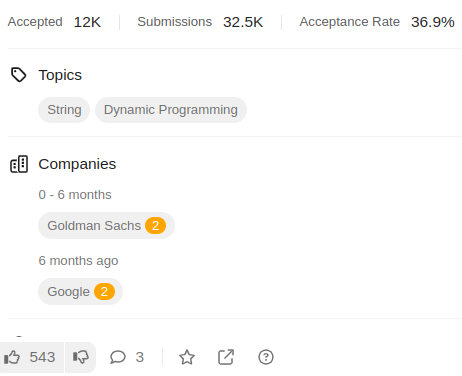 Accepted 12K Submissions 32.5K Acceptance Rate 36.9%
Topics
String Dynamic Programming
Companies
0 - 6 months
Goldman Sachs 2
6 months ago
Google 2
543 3